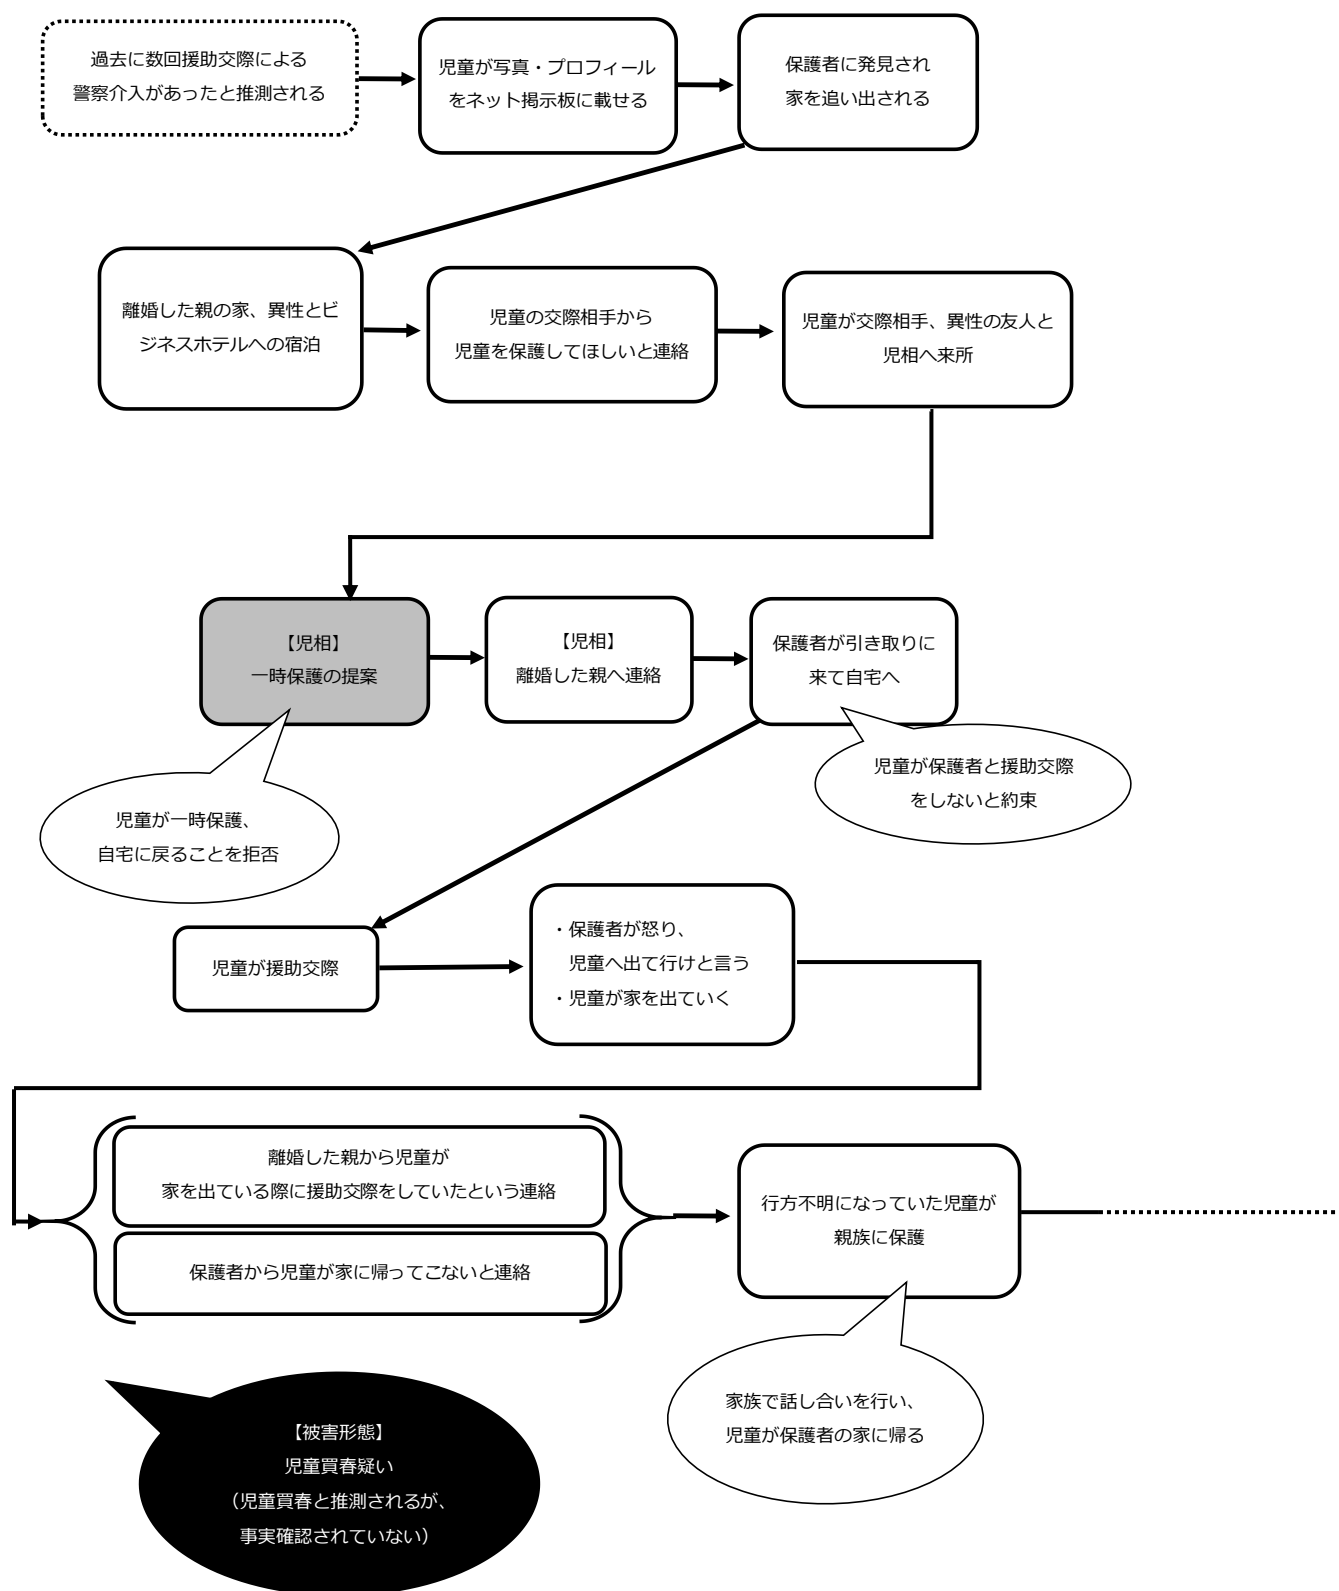 過去に数回援助交際による
警察介入があったと推測される
児童が写真・プロフィール
をネット掲示板に載せる
保護者に発見され
家を追い出される
離婚した親の家、異性とビ
ジネスホテルへの宿泊
児童の交際相手から
児童を保護してほしいと連絡
児童が交際相手、異性の友人と
児相へ来所
【児相】
一時保護の提案
【児相】
離婚した親へ連絡
保護者が引き取りに
来て自宅へ
児童が一時保護、
自宅に戻ることを拒否
児童が保護者と援助交際
をしないと約束
児童が援助交際
・保護者が怒り、
児童へ出て行けと言う
・児童が家を出ていく
離婚した親から児童が
家を出ている際に援助交際をしていたという連絡
保護者から児童が家に帰ってこないと連絡
行方不明になっていた児童が
親族に保護
家族で話し合いを行い、
児童が保護者の家に帰る
【被害形態】
児童買春疑い
（児童買春と推測されるが、
事実確認されていない）